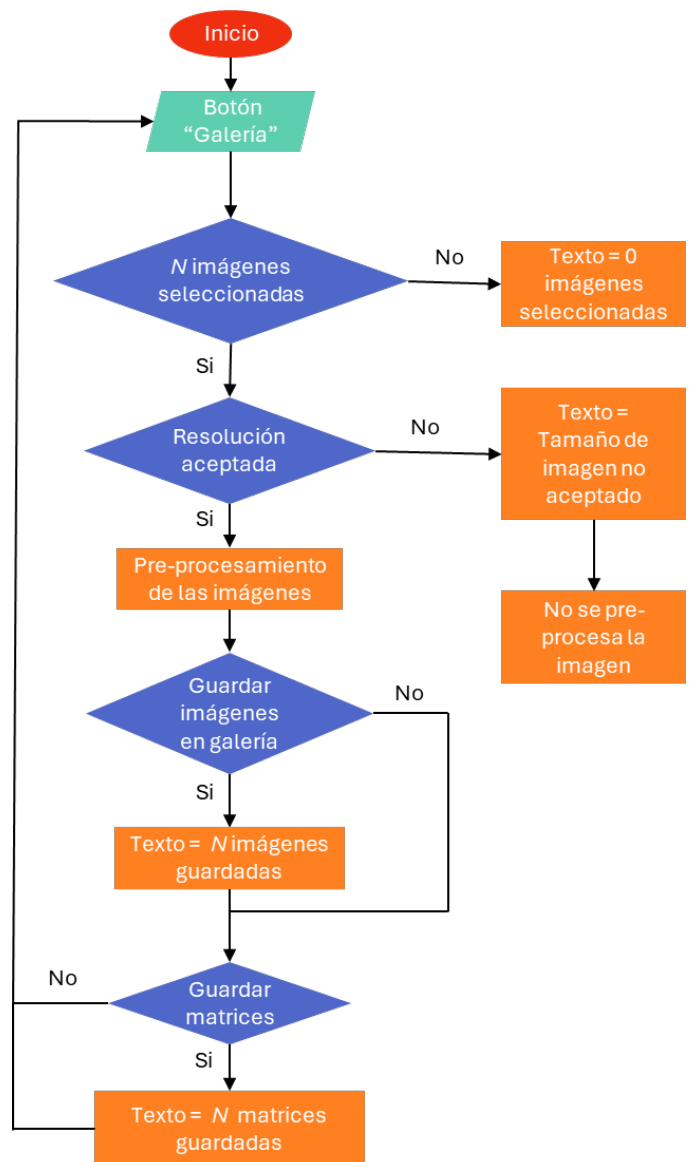 Inicio
Botón
“Galería”
N imágenes
seleccionadas
No
Texto = 0
imágenes
seleccionadas
Si
Resolución
aceptada
No
Texto =
Tamaño de
imagen no
aceptado
Si
Pre-procesamiento
de las imágenes
No se pre-
procesa la
imagen
Guardar
imágenes
en galería
No
Si
Texto = N imágenes
guardadas
No
Guardar
matrices
Si
Texto = N matrices
guardadas